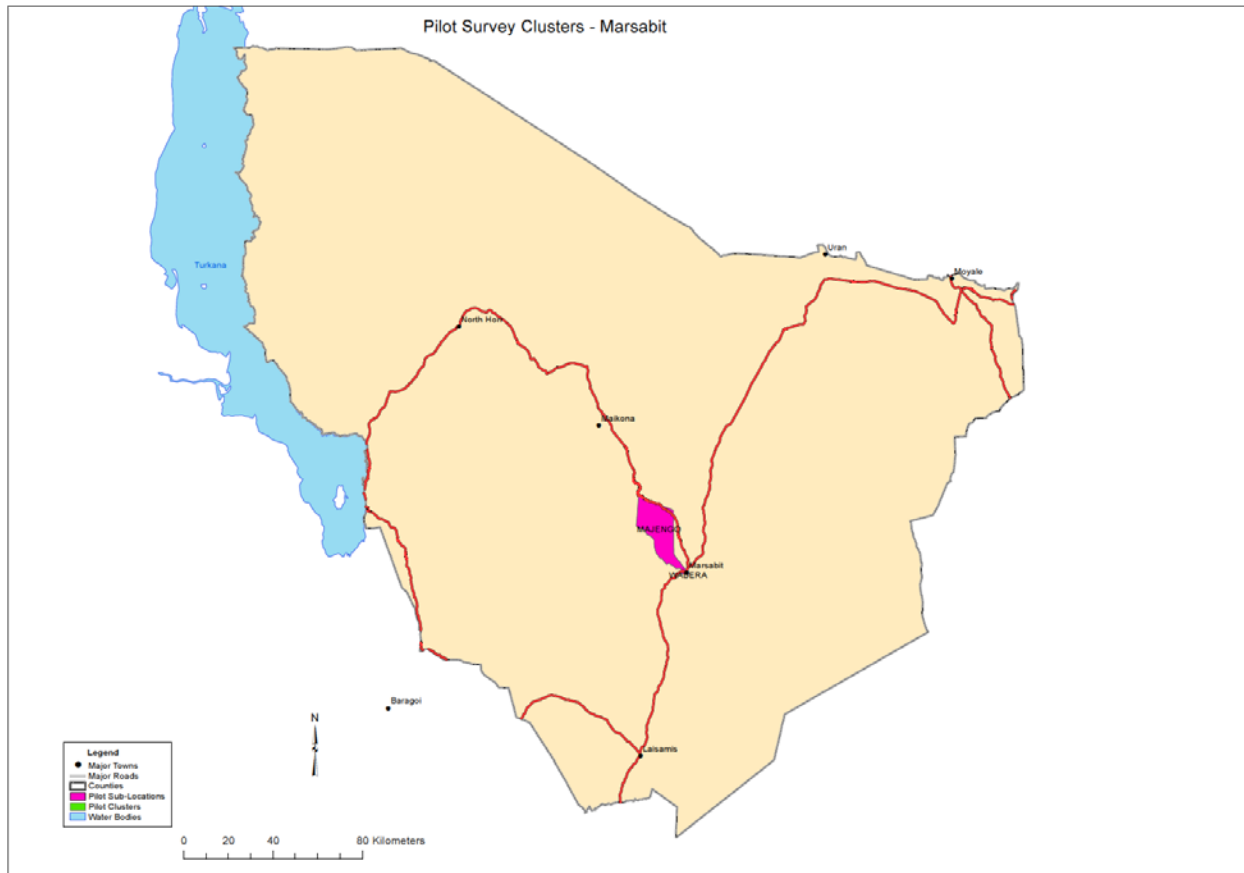 Pilot Survey Clusters - Marsabit
Uran
Turkana
Moyale
North Horr
Maikona
MAJENGO
Marsabit
WABERA
Baragoi
N
Laisamis
Legend
Major Towns
Major Roads
Counties
Pilot Sub-Locations
Pilot Clusters
Water Bodies
0 20 40 80 Kilometers